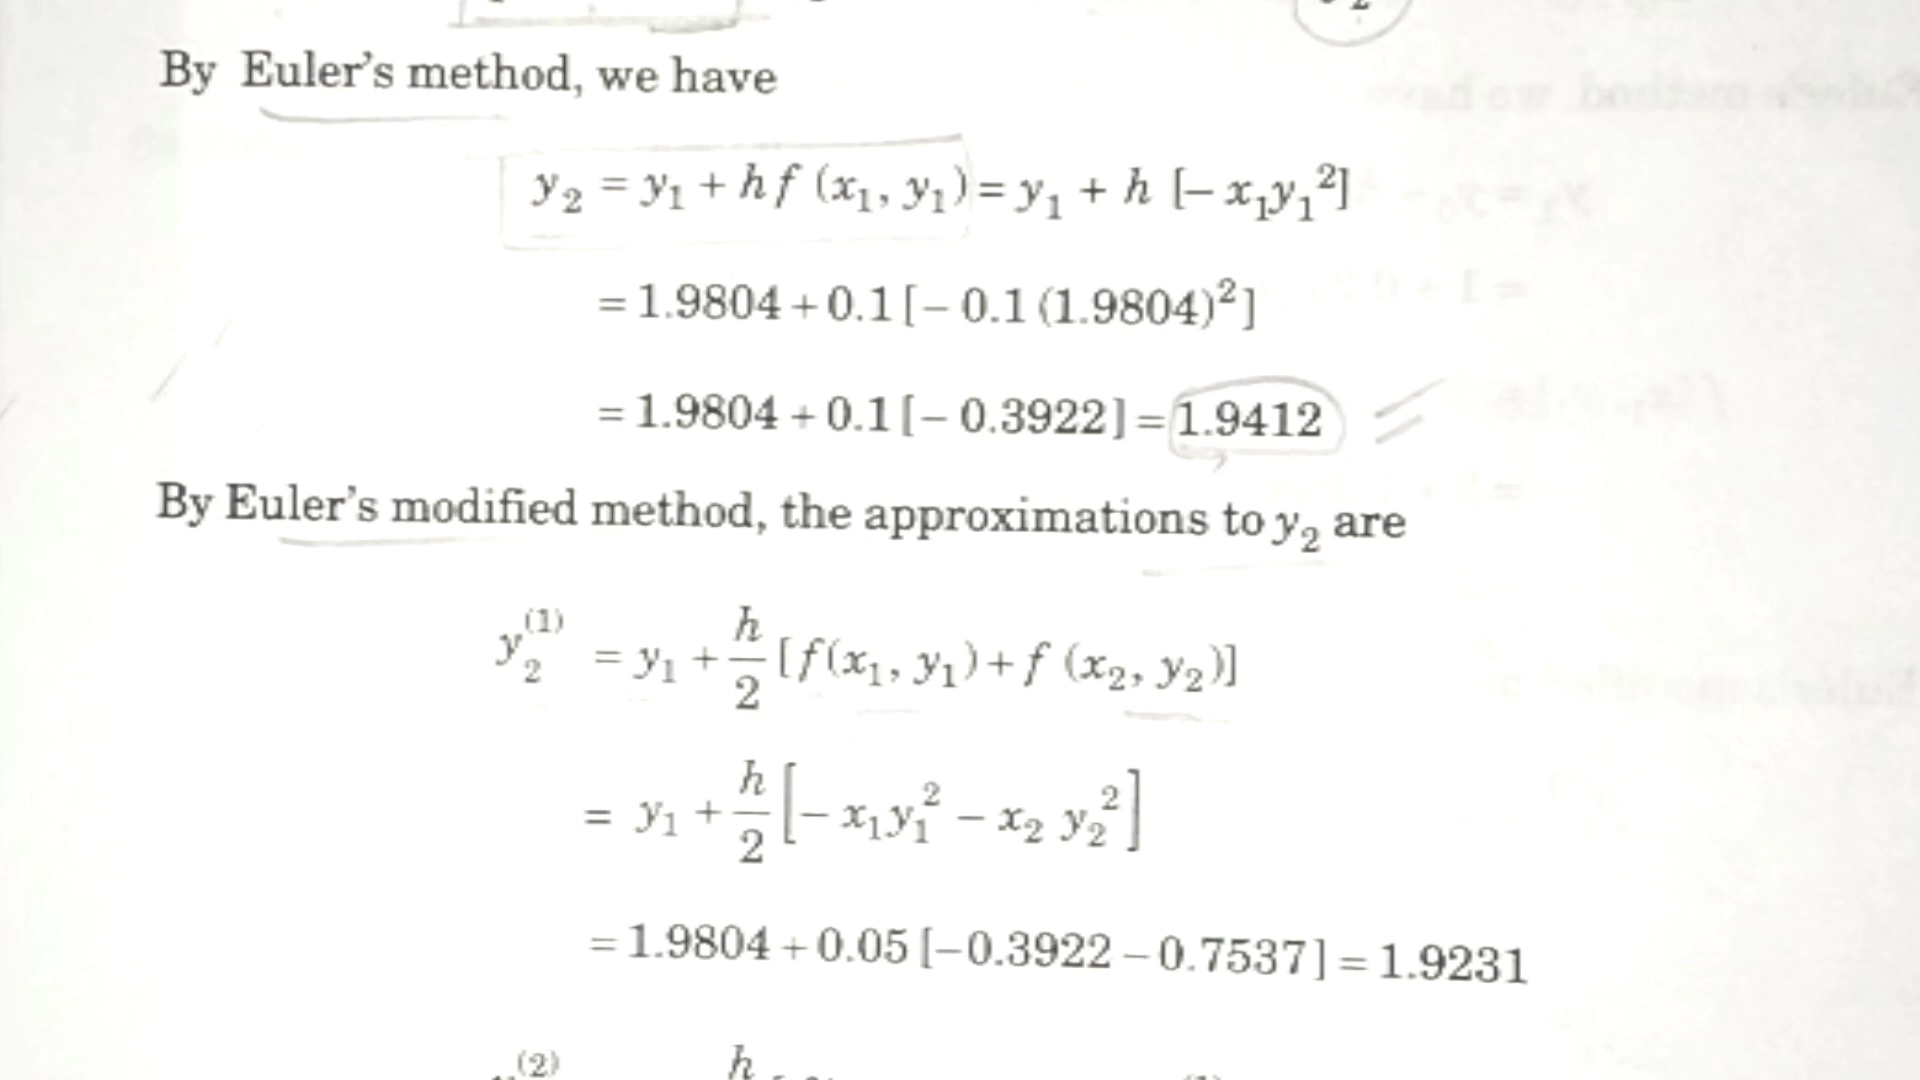 By Euler's method, we have
y₂ = y₁ + h f (x₁, y₁) = y₁ + h [– x₁y₁²]
= 1.9804 + 0.1 [– 0.1 (1.9804)²]
= 1.9804 + 0.1 [– 0.3922] = 1.9412
By Euler's modified method, the approximations to y₂ are
y₂⁽¹⁾ = y₁ + h/2 [f(x₁, y₁) + f (x₂, y₂)]
= y₁ + h/2 [– x₁y₁² – x₂ y₂²]
= 1.9804 + 0.05 [–0.3922 – 0.7537] = 1.9231
(2) h